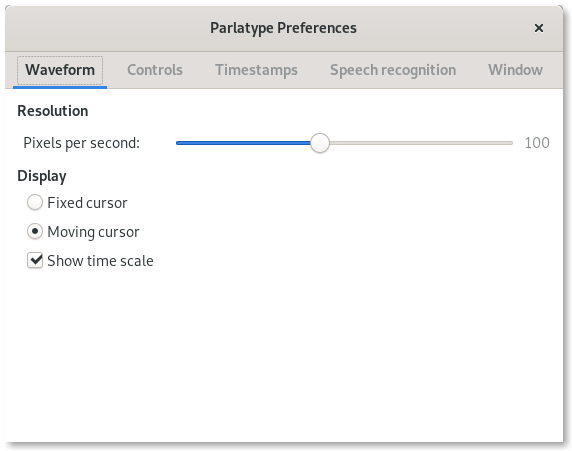 Parlatype Preferences
Waveform Controls Timestamps Speech recognition Window
Resolution
Pixels per second: 100
Display
Fixed cursor
Moving cursor
Show time scale